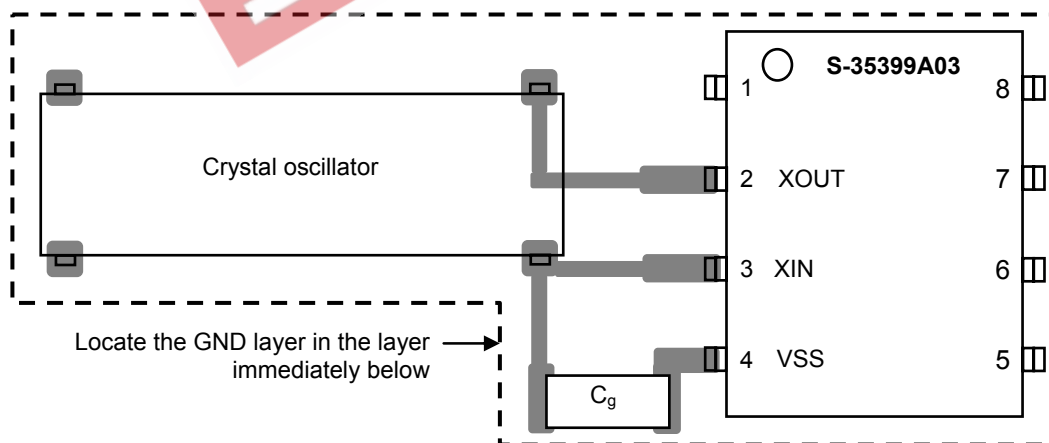 S-35399A03
1
8
Crystal oscillator
2 XOUT
7
3 XIN
6
Locate the GND layer in the layer
immediately below
4 VSS
5
Cg